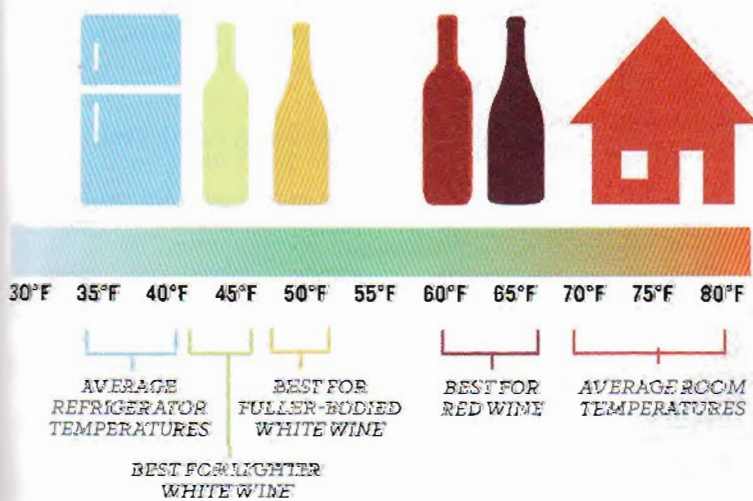 30°F 35°F 40°F 45°F 50°F 55°F 60°F 65°F 70°F 75°F 80°F
AVERAGE
REFRIGERATOR
TEMPERATURES
BEST FOR LIGHTER
WHITE WINE
BEST FOR
FULLER-BODIED
WHITE WINE
BEST FOR
RED WINE
AVERAGE ROOM
TEMPERATURES